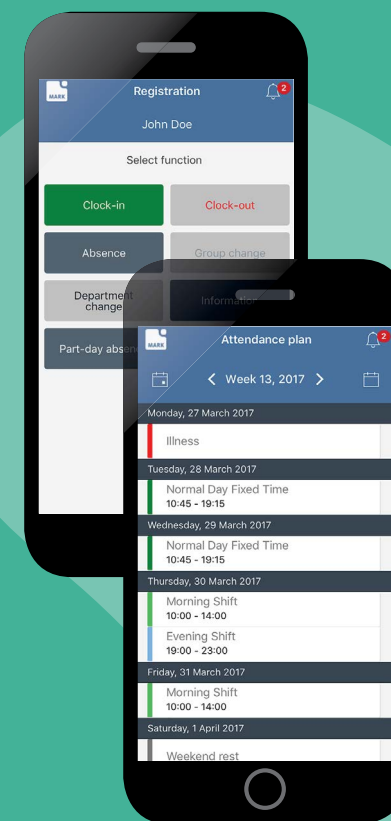 MARK
Registration
2
John Doe
Select function
Clock-in
Clock-out
Absence
Group change
Department
change
Information
Part-day absen
MARK
Attendance plan
2
Week 13, 2017
Monday, 27 March 2017
Illness
Tuesday, 28 March 2017
Normal Day Fixed Time
10:45 - 19:15
Wednesday, 29 March 2017
Normal Day Fixed Time
10:45 - 19:15
Thursday, 30 March 2017
Morning Shift
10:00 - 14:00
Evening Shift
19:00 - 23:00
Friday, 31 March 2017
Morning Shift
10:00 - 14:00
Saturday, 1 April 2017
Weekend rest